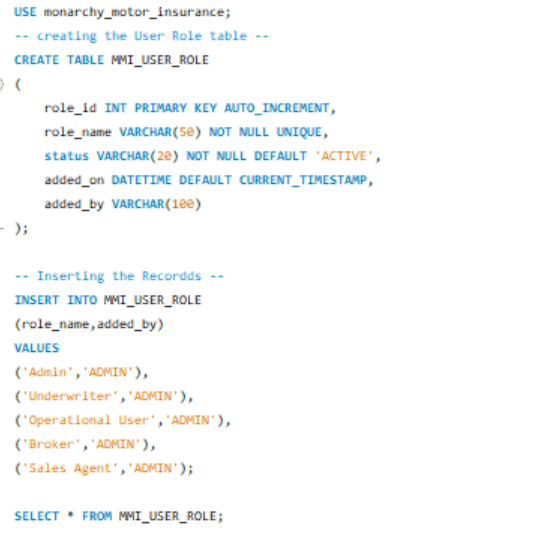 USE monarchy_motor_insurance;
-- creating the User Role table --
CREATE TABLE MMI_USER_ROLE
(
role_id INT PRIMARY KEY AUTO_INCREMENT,
role_name VARCHAR(50) NOT NULL UNIQUE,
status VARCHAR(20) NOT NULL DEFAULT 'ACTIVE',
added_on DATETIME DEFAULT CURRENT_TIMESTAMP,
added_by VARCHAR(100)
);
-- Inserting the Recordds --
INSERT INTO MMI_USER_ROLE
(role_name,added_by)
VALUES
('Admin','ADMIN'),
('Underwriter','ADMIN'),
('Operational User','ADMIN'),
('Broker','ADMIN'),
('Sales Agent','ADMIN');
SELECT * FROM MMI_USER_ROLE;